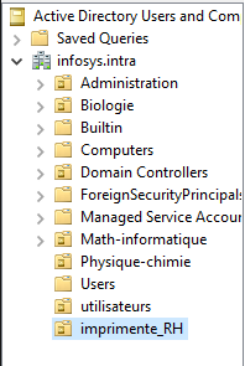 Active Directory Users and Com
Saved Queries
infosys.intra
Administration
Biologie
Builtin
Computers
Domain Controllers
ForeignSecurityPrincipals
Managed Service Accour
Math-informatique
Physique-chimie
Users
utilisateurs
imprimente_RH